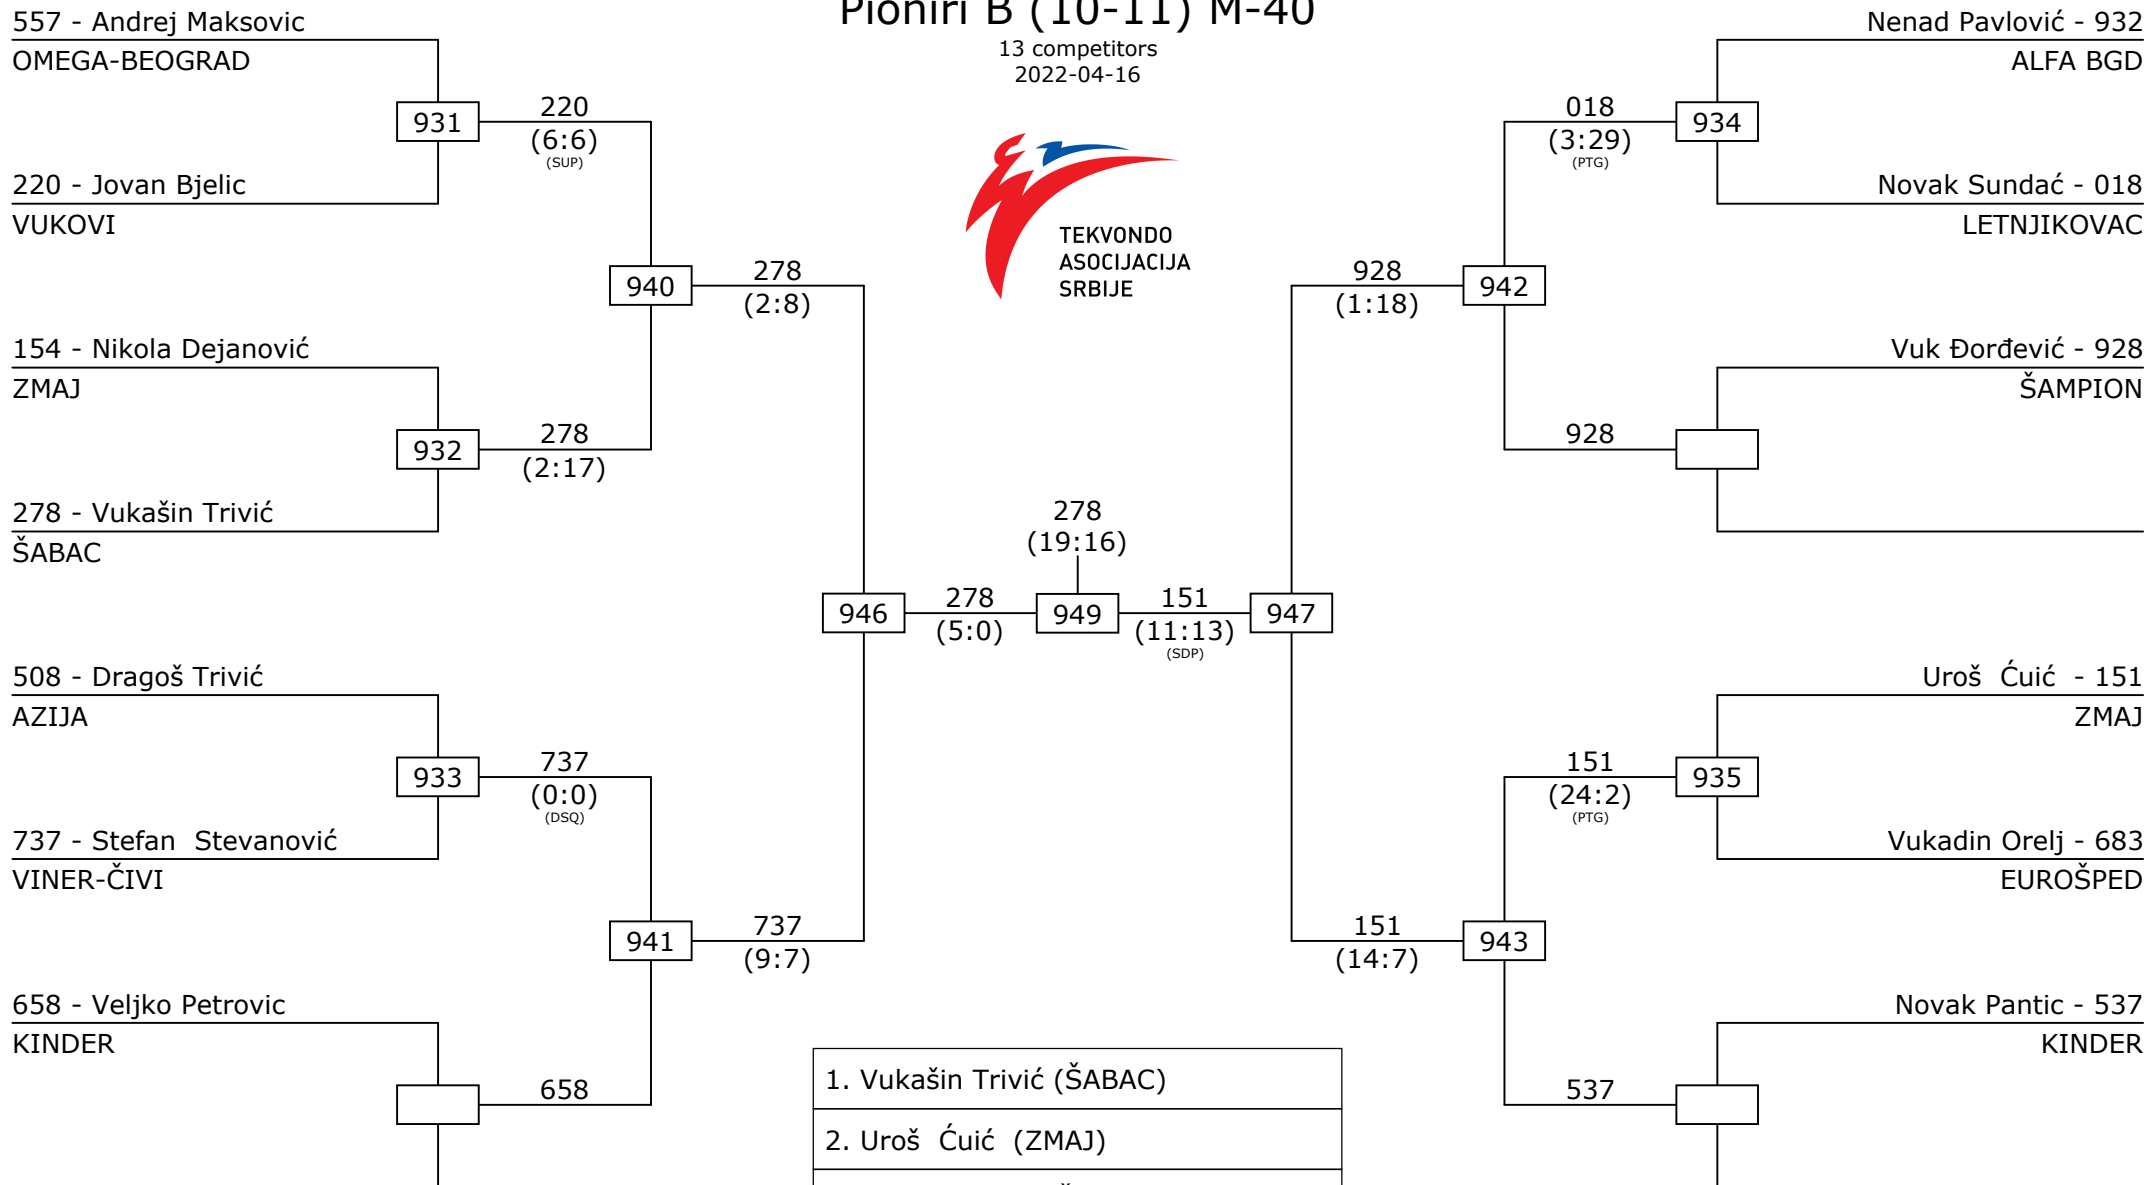 Pioniri B (10-11) M-40
13 competitors
2022-04-16
TEKVONDO
ASOCIJACIJA
SRBIJE
557 - Andrej Maksovic
OMEGA-BEOGRAD
931
220
(6:6)
(SUP)
220 - Jovan Bjelic
VUKOVI
940
278
(2:8)
154 - Nikola Dejanović
ZMAJ
932
278
(2:17)
278 - Vukašin Trivić
ŠABAC
946
278
(5:0)
508 - Dragoš Trivić
AZIJA
933
737
(0:0)
(DSQ)
737 - Stefan  Stevanović
VINER-ČIVI
941
737
(9:7)
658 - Veljko Petrovic
KINDER
658
278
(19:16)
949
151
(11:13)
(SDP)
947
Nenad Pavlović - 932
ALFA BGD
018
(3:29)
(PTG)
934
Novak Sundać - 018
LETNJIKOVAC
928
(1:18)
942
Vuk Đorđević - 928
ŠAMPION
928
Uroš  Ćuić  - 151
ZMAJ
151
(24:2)
(PTG)
935
Vukadin Orelj - 683
EUROŠPED
151
(14:7)
943
Novak Pantic - 537
KINDER
537
1. Vukašin Trivić (ŠABAC)
2. Uroš  Ćuić  (ZMAJ)